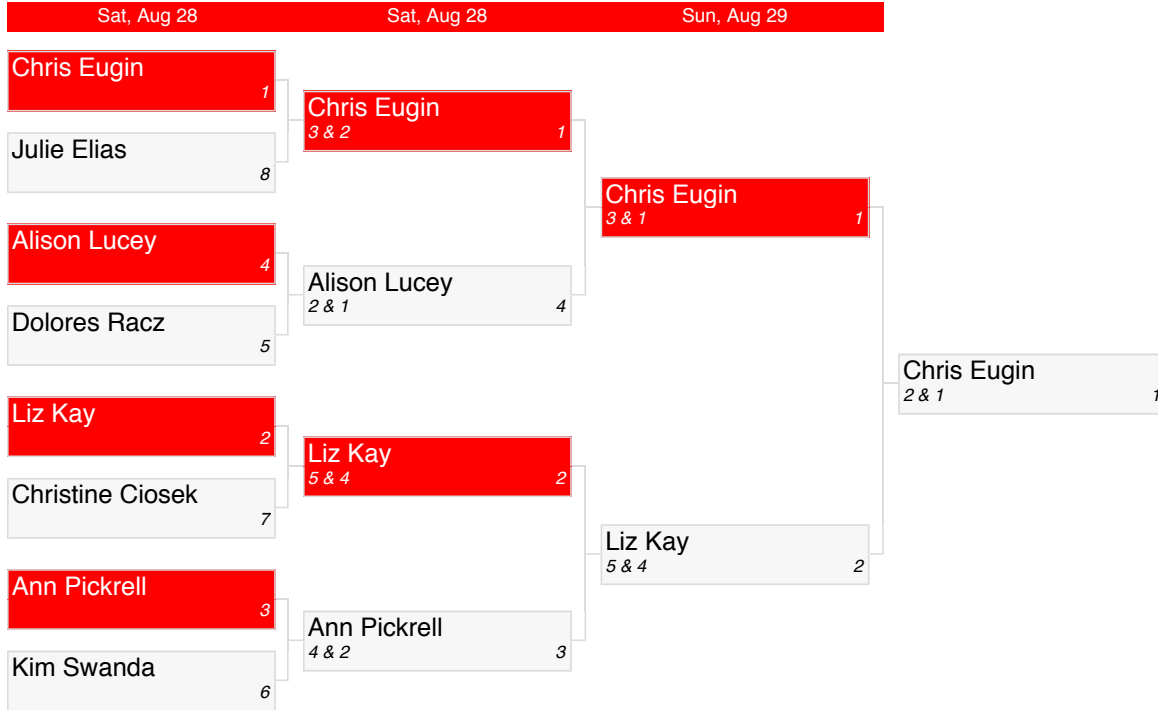 Sat, Aug 28
Sat, Aug 28
Sun, Aug 29
Chris Eugin
1
Julie Elias
8
Alison Lucey
4
Dolores Racz
5
Liz Kay
2
Christine Ciosek
7
Ann Pickrell
3
Kim Swanda
6
Chris Eugin
3 & 2 1
Alison Lucey
2 & 1 4
Liz Kay
5 & 4 2
Ann Pickrell
4 & 2 3
Chris Eugin
3 & 1 1
Liz Kay
5 & 4 2
Chris Eugin
2 & 1 1